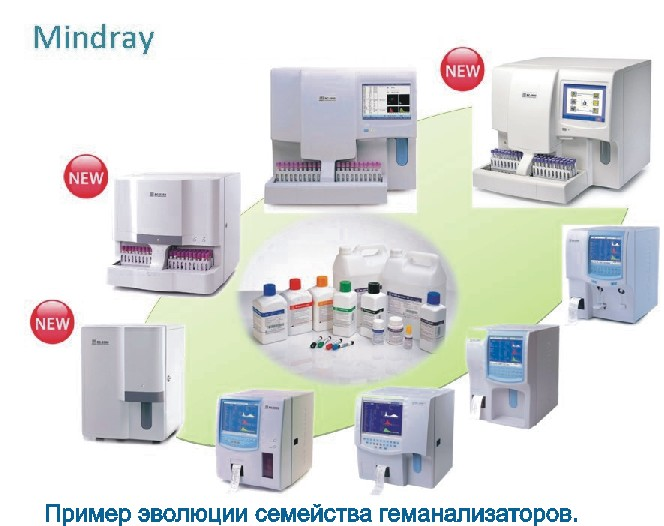 Mindray
NEW
NEW
NEW
Пример эволюции семейства геманализаторов.